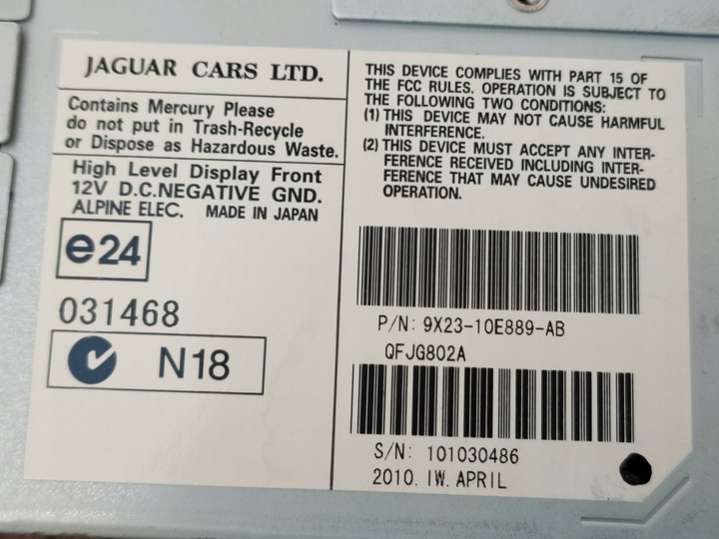 JAGUAR CARS LTD.
Contains Mercury Please
do not put in Trash-Recycle
or Dispose as Hazardous Waste.
High Level Display Front
12V D.C.NEGATIVE GND.
ALPINE ELEC. MADE IN JAPAN
e24
031468
N18
THIS DEVICE COMPLIES WITH PART 15 OF
THE FCC RULES. OPERATION IS SUBJECT TO
THE FOLLOWING TWO CONDITIONS:
(1) THIS DEVICE MAY NOT CAUSE HARMFUL
INTERFERENCE.
(2) THIS DEVICE MUST ACCEPT ANY INTER-
FERENCE RECEIVED INCLUDING INTER-
FERENCE THAT MAY CAUSE UNDESIRED
OPERATION.
P/N: 9X23-10E889-AB
QFJG802A
S/N: 101030486
2010. IW. APRIL